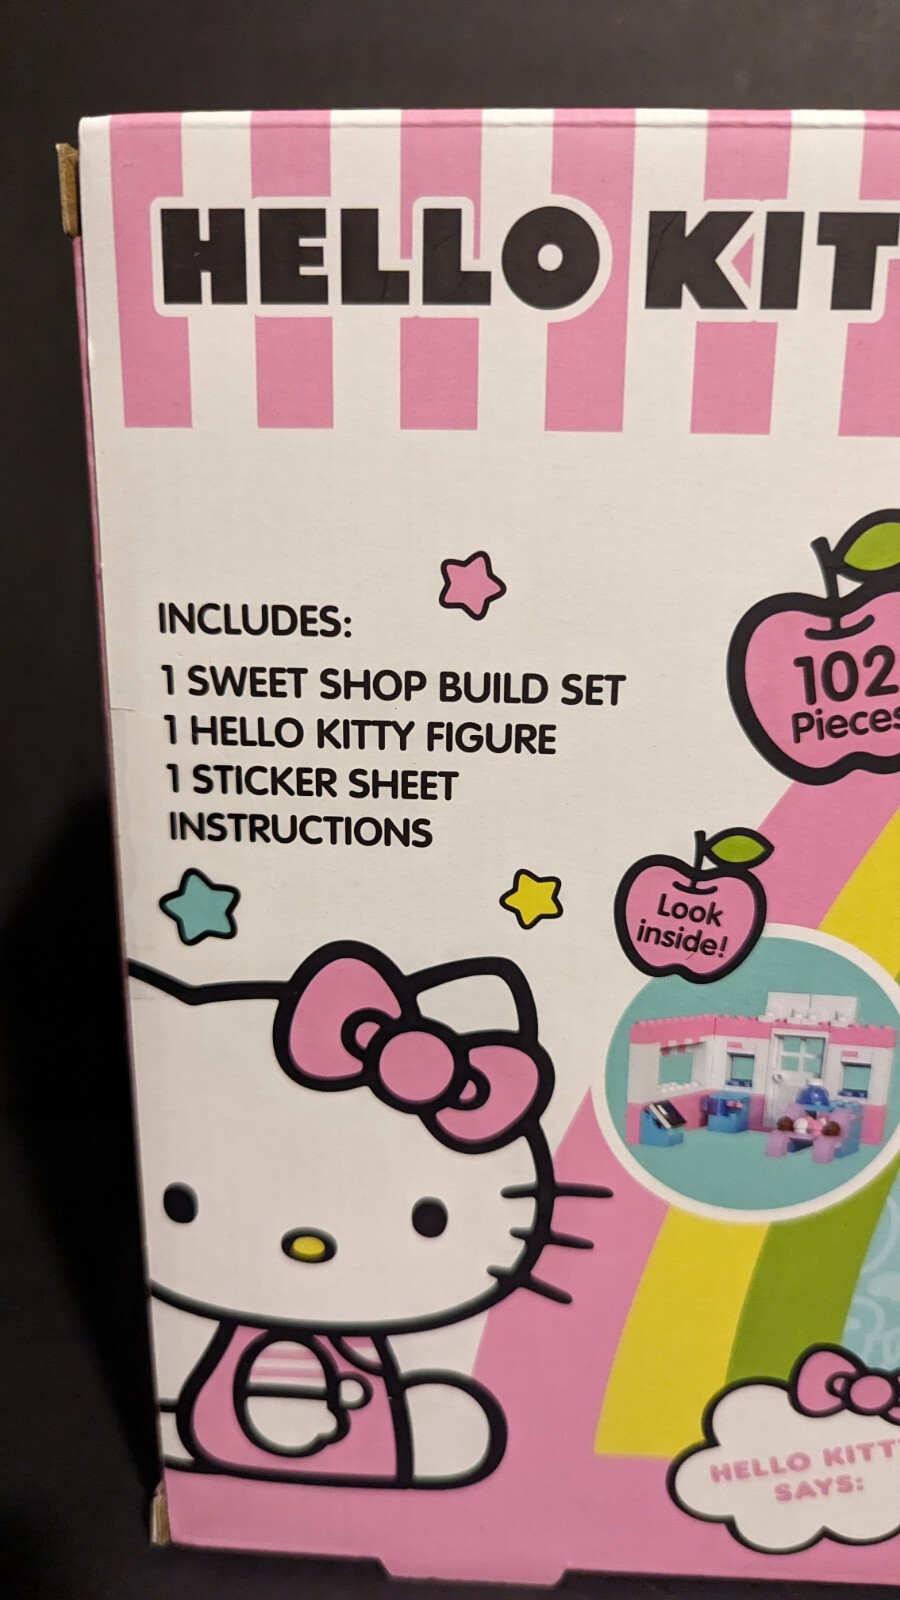 HELLO KIT
INCLUDES:
1 SWEET SHOP BUILD SET
1 HELLO KITTY FIGURE
1 STICKER SHEET
INSTRUCTIONS
102
Pieces
Look
inside!
HELLO KITT
SAYS: